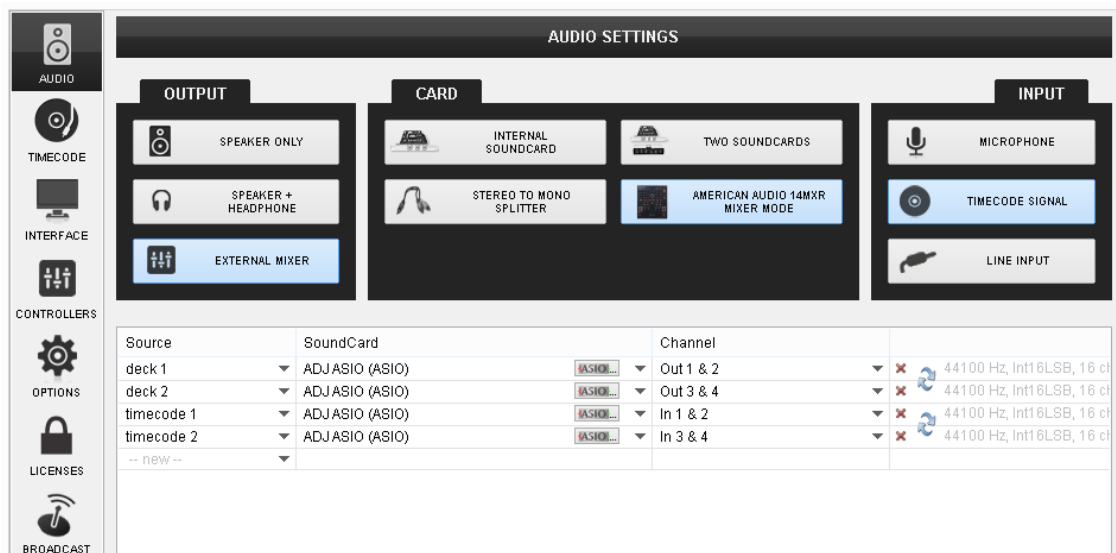 AUDIO
TIMECODE
INTERFACE
CONTROLLERS
OPTIONS
LICENSES
BROADCAST
AUDIO SETTINGS
OUTPUT
SPEAKER ONLY
SPEAKER +
HEADPHONE
EXTERNAL MIXER
CARD
INTERNAL
SOUNDCARD
TWO SOUNDCARDS
STEREO TO MONO
SPLITTER
AMERICAN AUDIO 14MXR
MIXER MODE
INPUT
MICROPHONE
TIMECODE SIGNAL
LINE INPUT
Source SoundCard Channel
deck 1 ADJ ASIO (ASIO) ASIO... Out 1 & 2 44100 Hz, Int16LSB, 16 ch
deck 2 ADJ ASIO (ASIO) ASIO... Out 3 & 4 44100 Hz, Int16LSB, 16 ch
timecode 1 ADJ ASIO (ASIO) ASIO... In 1 & 2 44100 Hz, Int16LSB, 16 ch
timecode 2 ADJ ASIO (ASIO) ASIO... In 3 & 4 44100 Hz, Int16LSB, 16 ch
-- new --